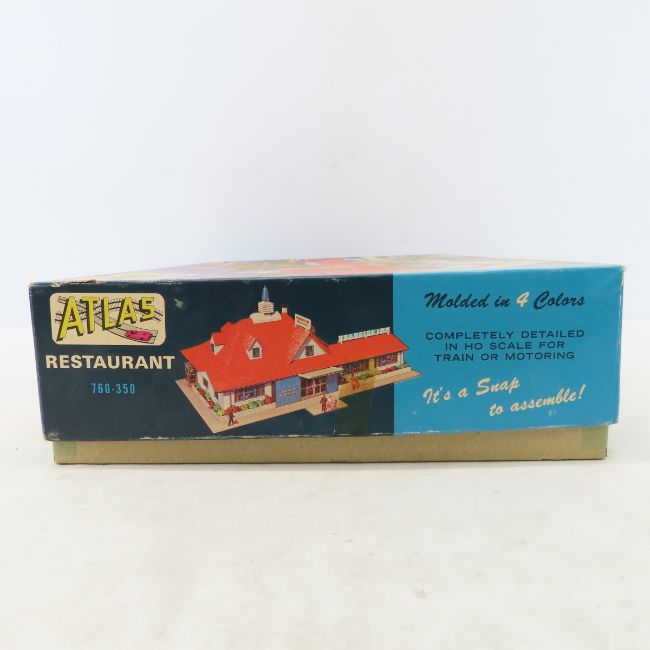 ATLAS
RESTAURANT
760-350
Molded in 4 Colors
COMPLETELY DETAILED
IN HO SCALE FOR
TRAIN OR MOTORING
It's a Snap
to assemble!